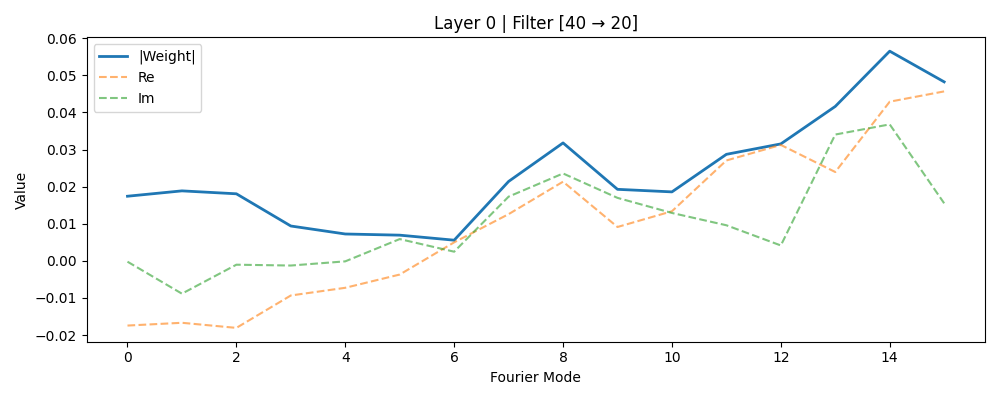 Layer 0 | Filter [40 → 20]
|Weight|
Re
Im
Value
0.06
0.05
0.04
0.03
0.02
0.01
0.00
−0.01
−0.02
0 2 4 6 8 10 12 14
Fourier Mode